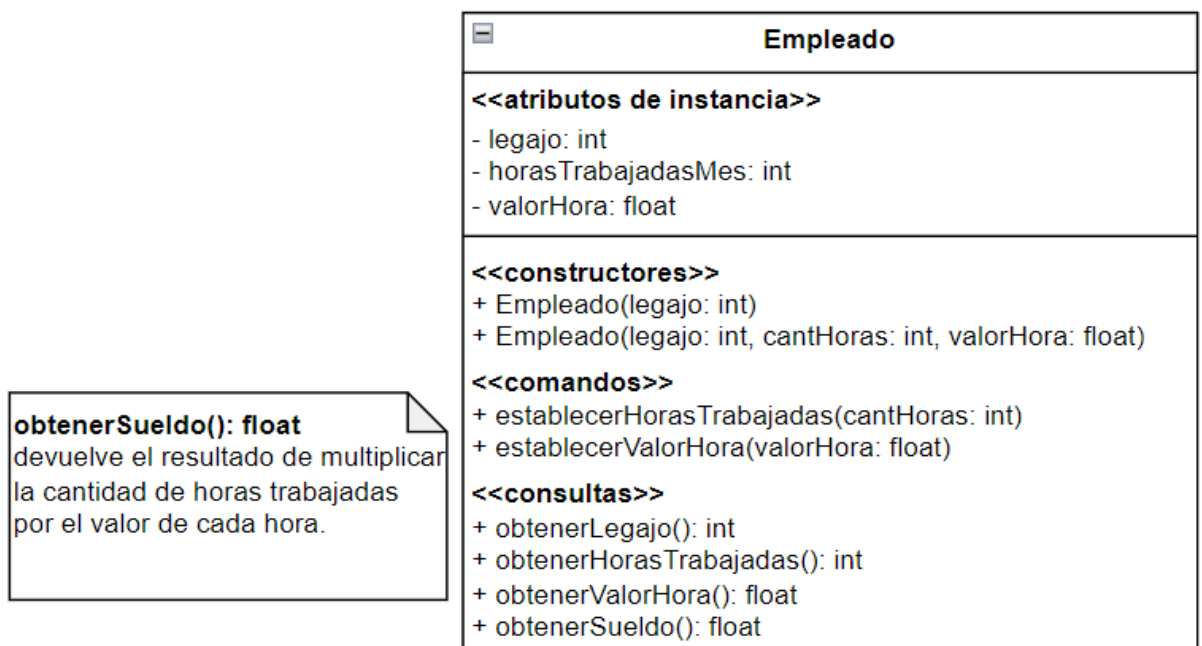 Empleado
<<atributos de instancia>>
- legajo: int
- horasTrabajadasMes: int
- valorHora: float
<<constructores>>
+ Empleado(legajo: int)
+ Empleado(legajo: int, cantHoras: int, valorHora: float)
<<comandos>>
+ establecerHorasTrabajadas(cantHoras: int)
+ establecerValorHora(valorHora: float)
<<consultas>>
+ obtenerLegajo(): int
+ obtenerHorasTrabajadas(): int
+ obtenerValorHora(): float
+ obtenerSueldo(): float
obtenerSueldo(): float
devuelve el resultado de multiplicar
la cantidad de horas trabajadas
por el valor de cada hora.